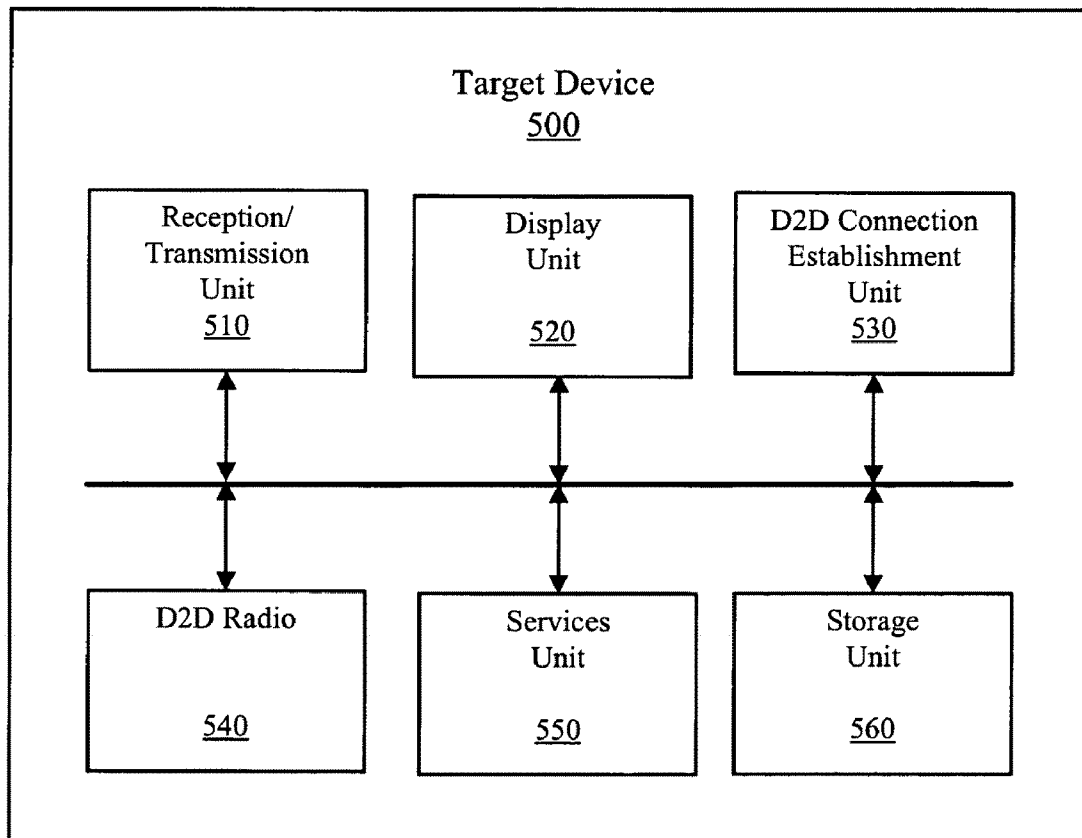 Target Device
500
Reception/
Transmission
Unit
510
Display
Unit
520
D2D Connection
Establishment
Unit
530
D2D Radio
540
Services
Unit
550
Storage
Unit
560